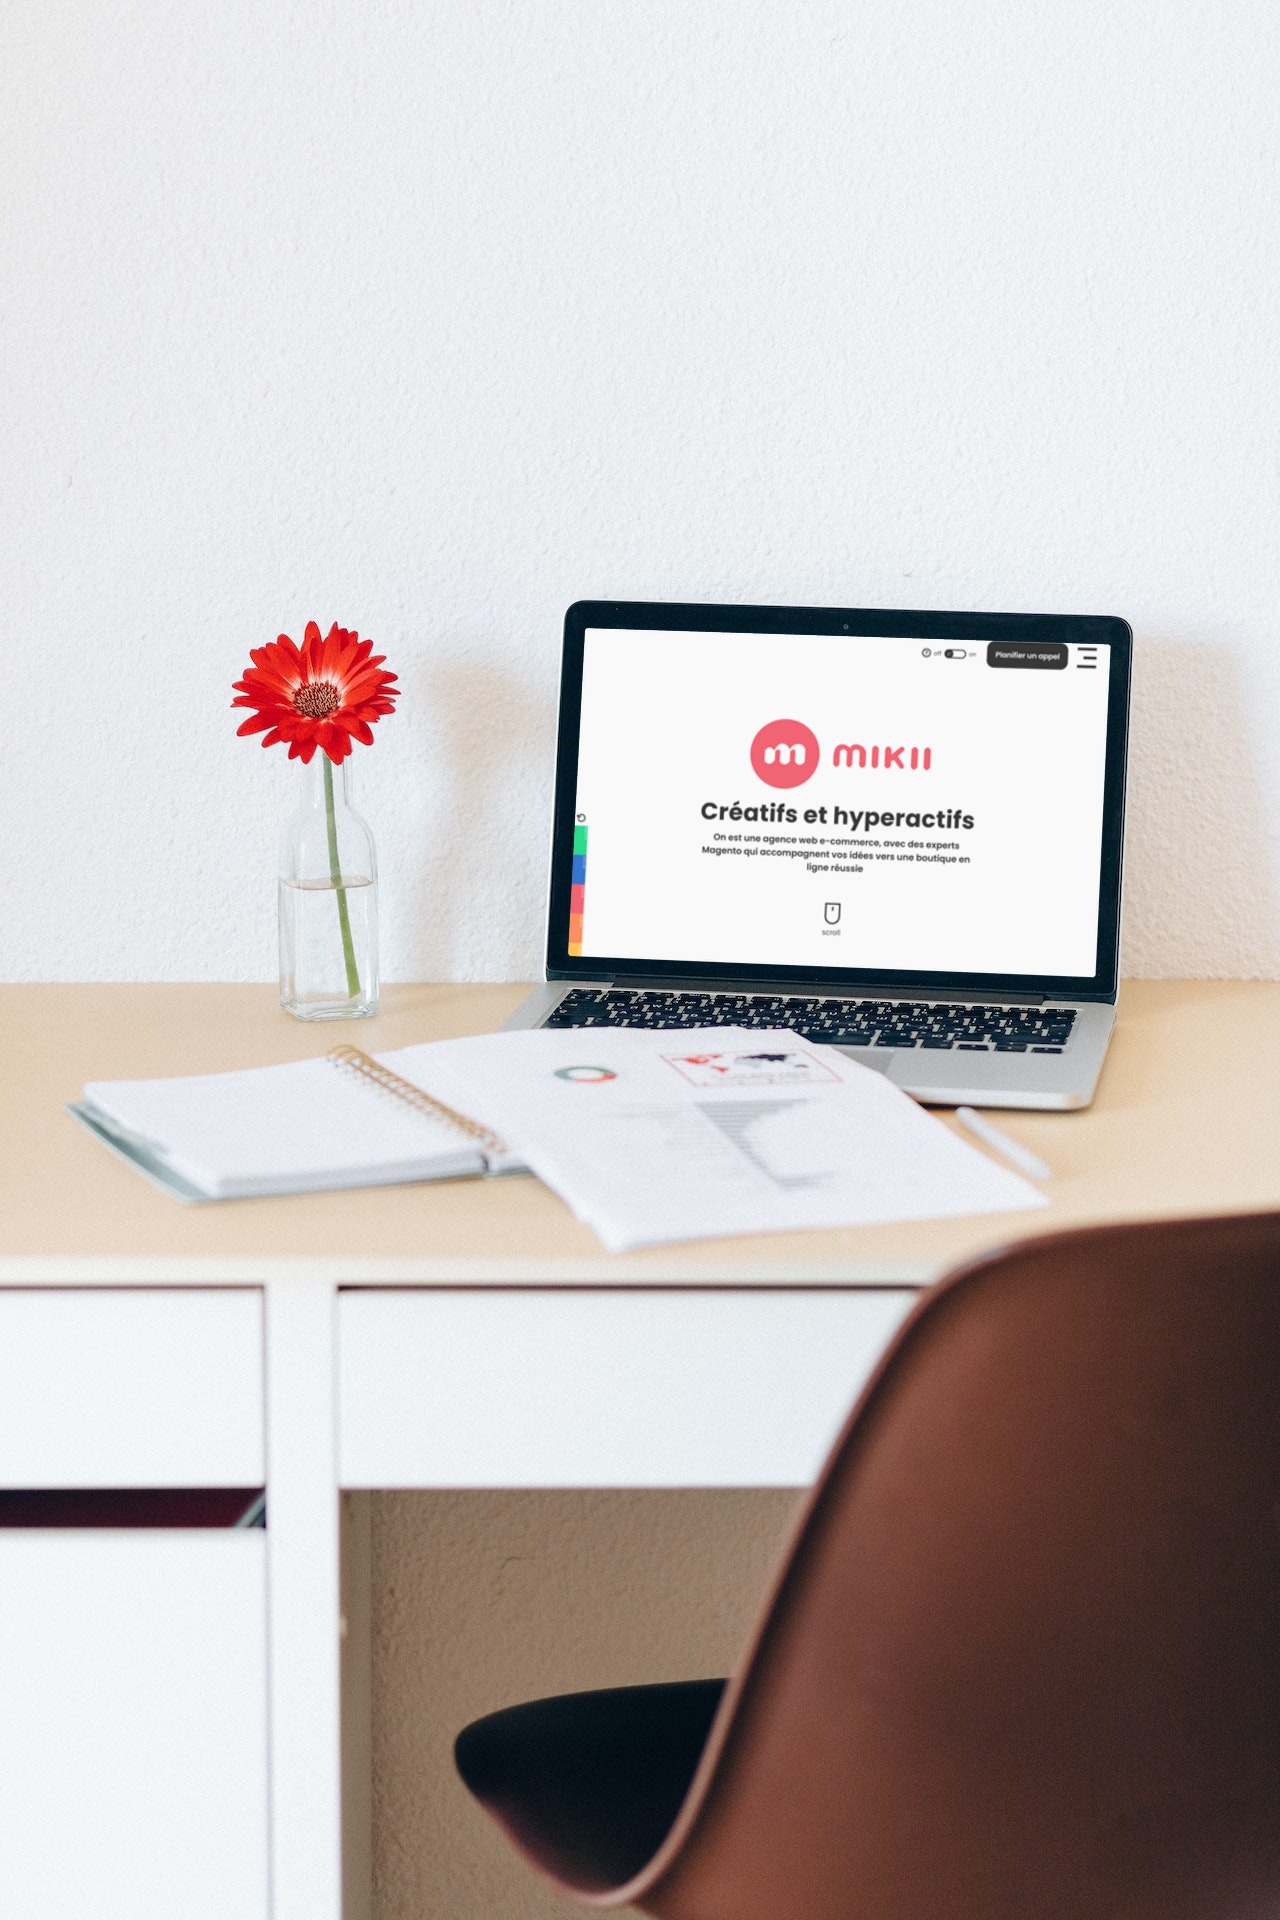 off on
Planifier un appel
m MIKII
Créatifs et hyperactifs
On est une agence web e-commerce, avec des experts
Magento qui accompagnent vos idées vers une boutique en
ligne réussie
scroll